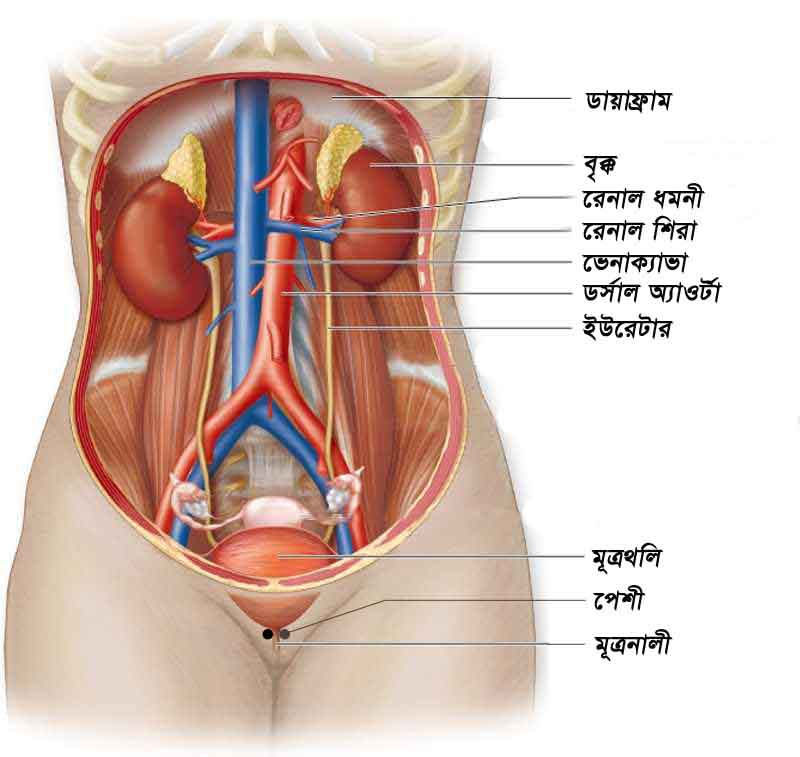 ডায়াফ্রাম
বৃক্ক
রেনাল ধমনী
রেনাল শিরা
ভেনাক্যাভা
ডর্সাল অ্যাওর্টা
ইউরেটার
মূত্রথলি
পেশী
মূত্রনালী